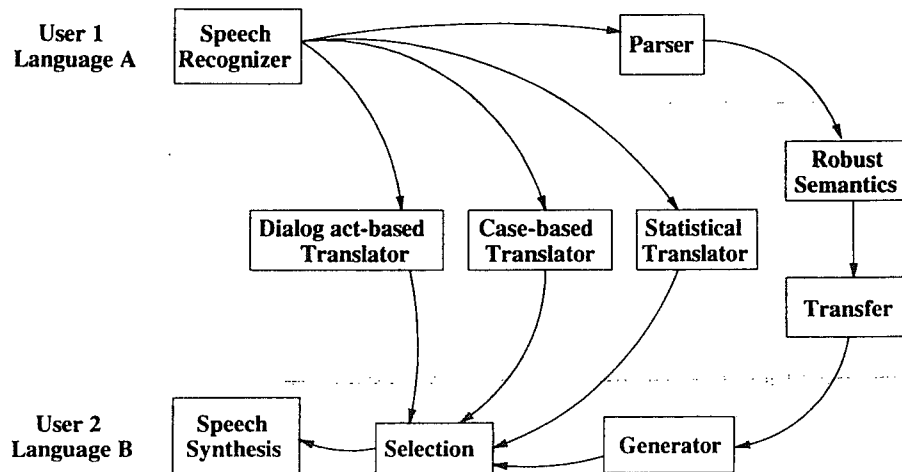 User 1
Language A
Speech
Recognizer
Parser
Robust
Semantics
Dialog act-based
Translator
Case-based
Translator
Statistical
Translator
Transfer
User 2
Language B
Speech
Synthesis
Selection
Generator